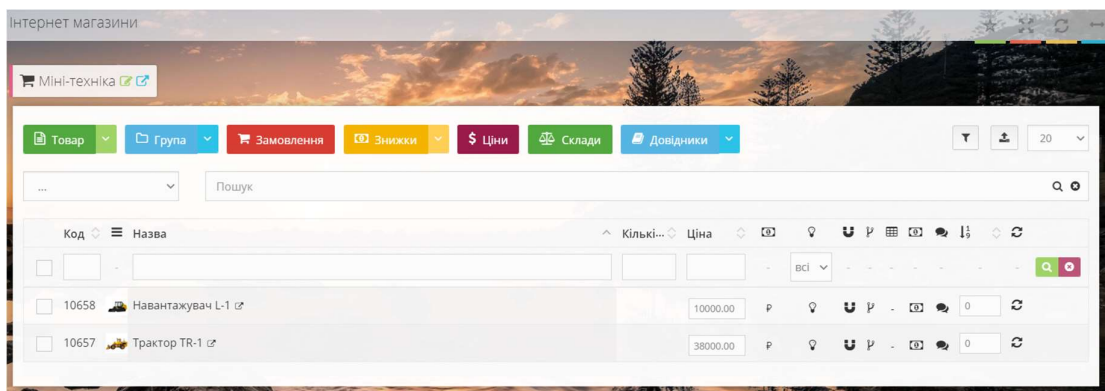 Інтернет магазини
Міні-техніка
Товар Група Замовлення Знижки $ Ціни Склади Довідники 20
... Пошук
Код Назва Кількі... Ціна
- всі - - - - - - -
10658 Навантажувач L-1 10000.00 ₽ - 0
10657 Трактор TR-1 38000.00 ₽ - 0